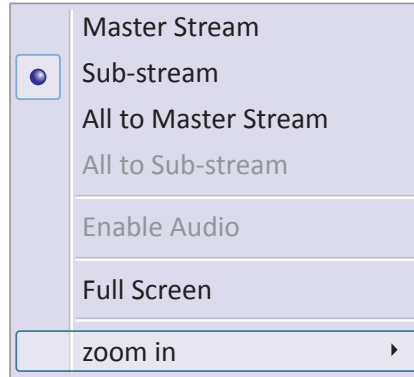 Master Stream
Sub-stream
All to Master Stream
All to Sub-stream
Enable Audio
Full Screen
zoom in